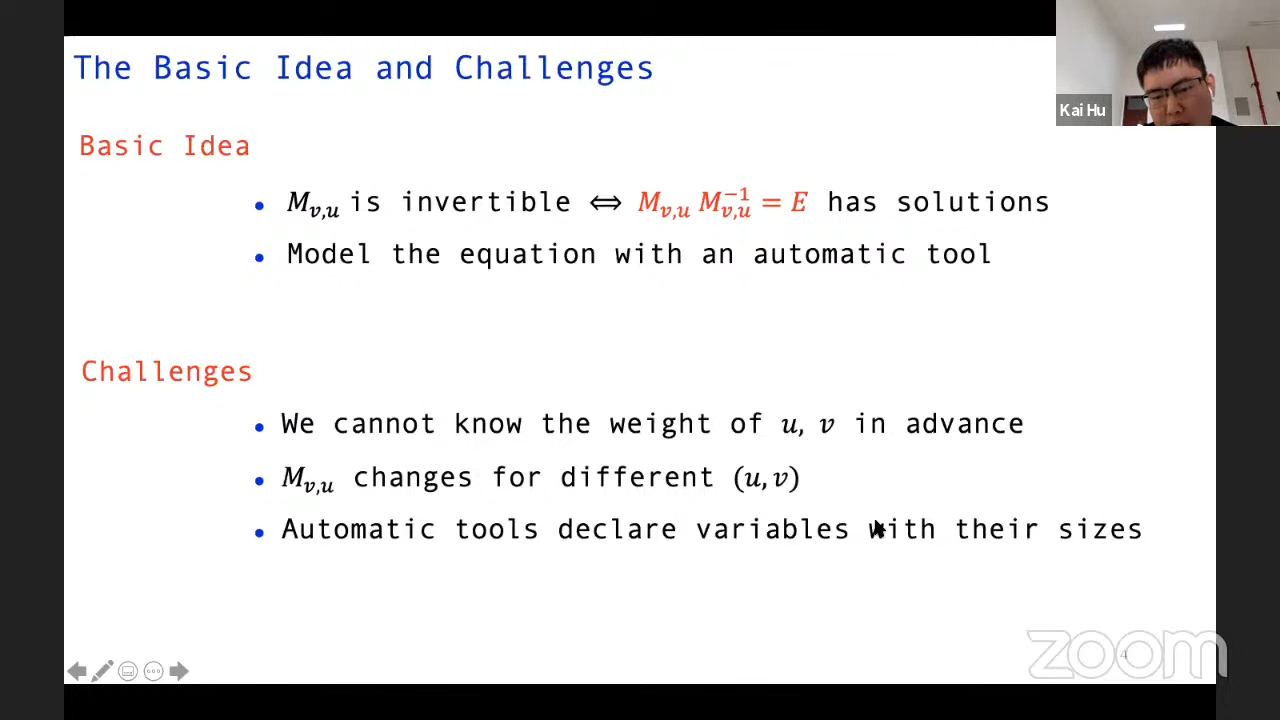 The Basic Idea and Challenges
Kai Hu
Basic Idea
• M_{v,u} is invertible ⟺ M_{v,u} M_{v,u}^{-1} = E has solutions
• Model the equation with an automatic tool
Challenges
• We cannot know the weight of u, v in advance
• M_{v,u} changes for different (u, v)
• Automatic tools declare variables with their sizes
zoom
4